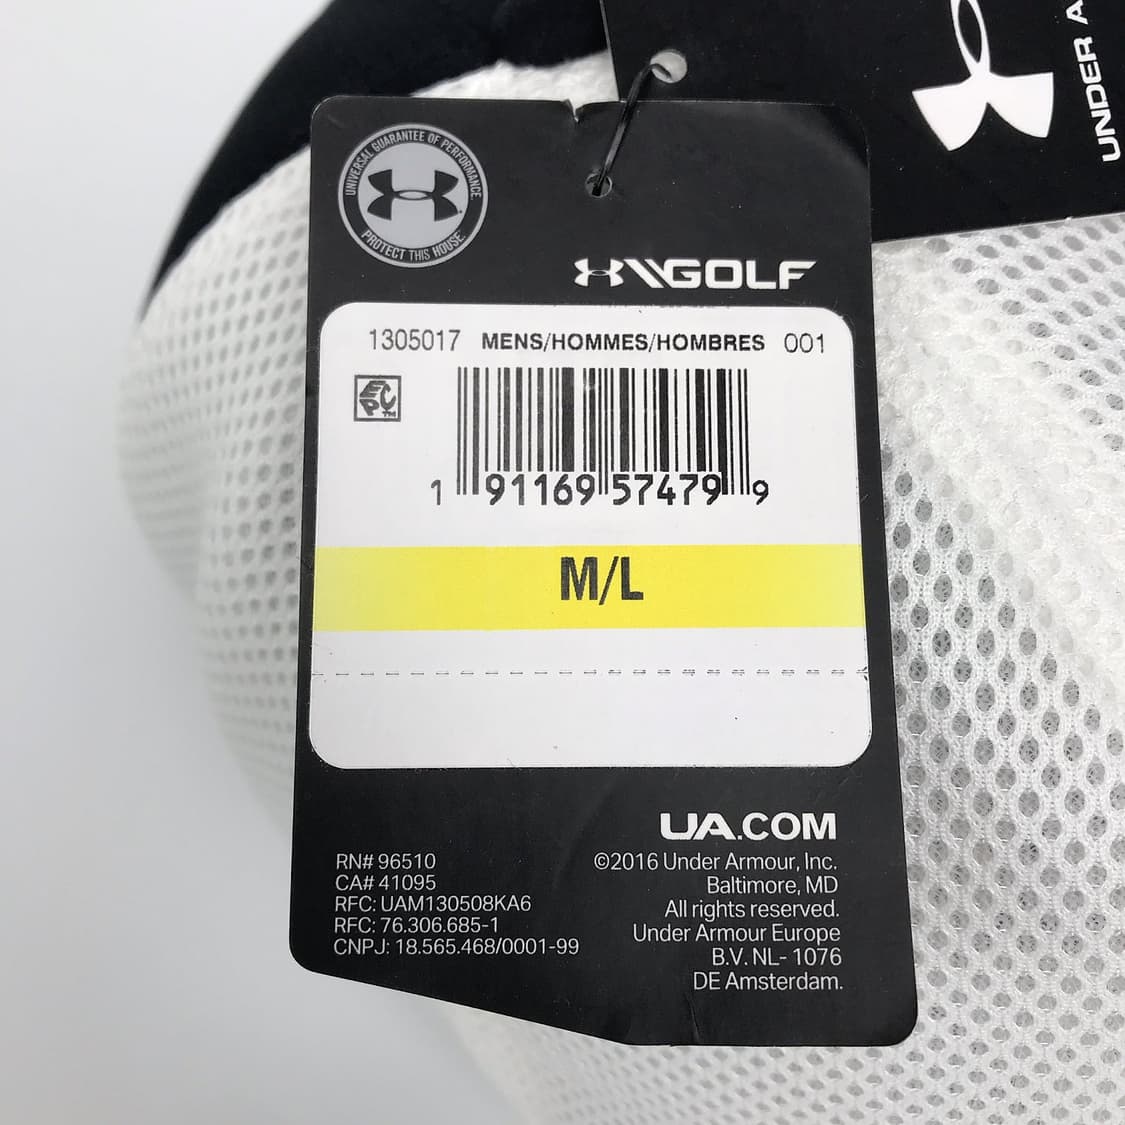 UNDER A
UNIVERSAL GUARANTEE OF PERFORMANCE.
PROTECT THIS HOUSE.
GOLF
1305017 MENS/HOMMES/HOMBRES 001
EPC™
1 91169 57479 9
M/L
UA.COM
RN# 96510
CA# 41095
RFC: UAM130508KA6
RFC: 76.306.685-1
CNPJ: 18.565.468/0001-99
©2016 Under Armour, Inc.
Baltimore, MD
All rights reserved.
Under Armour Europe
B.V. NL- 1076
DE Amsterdam.